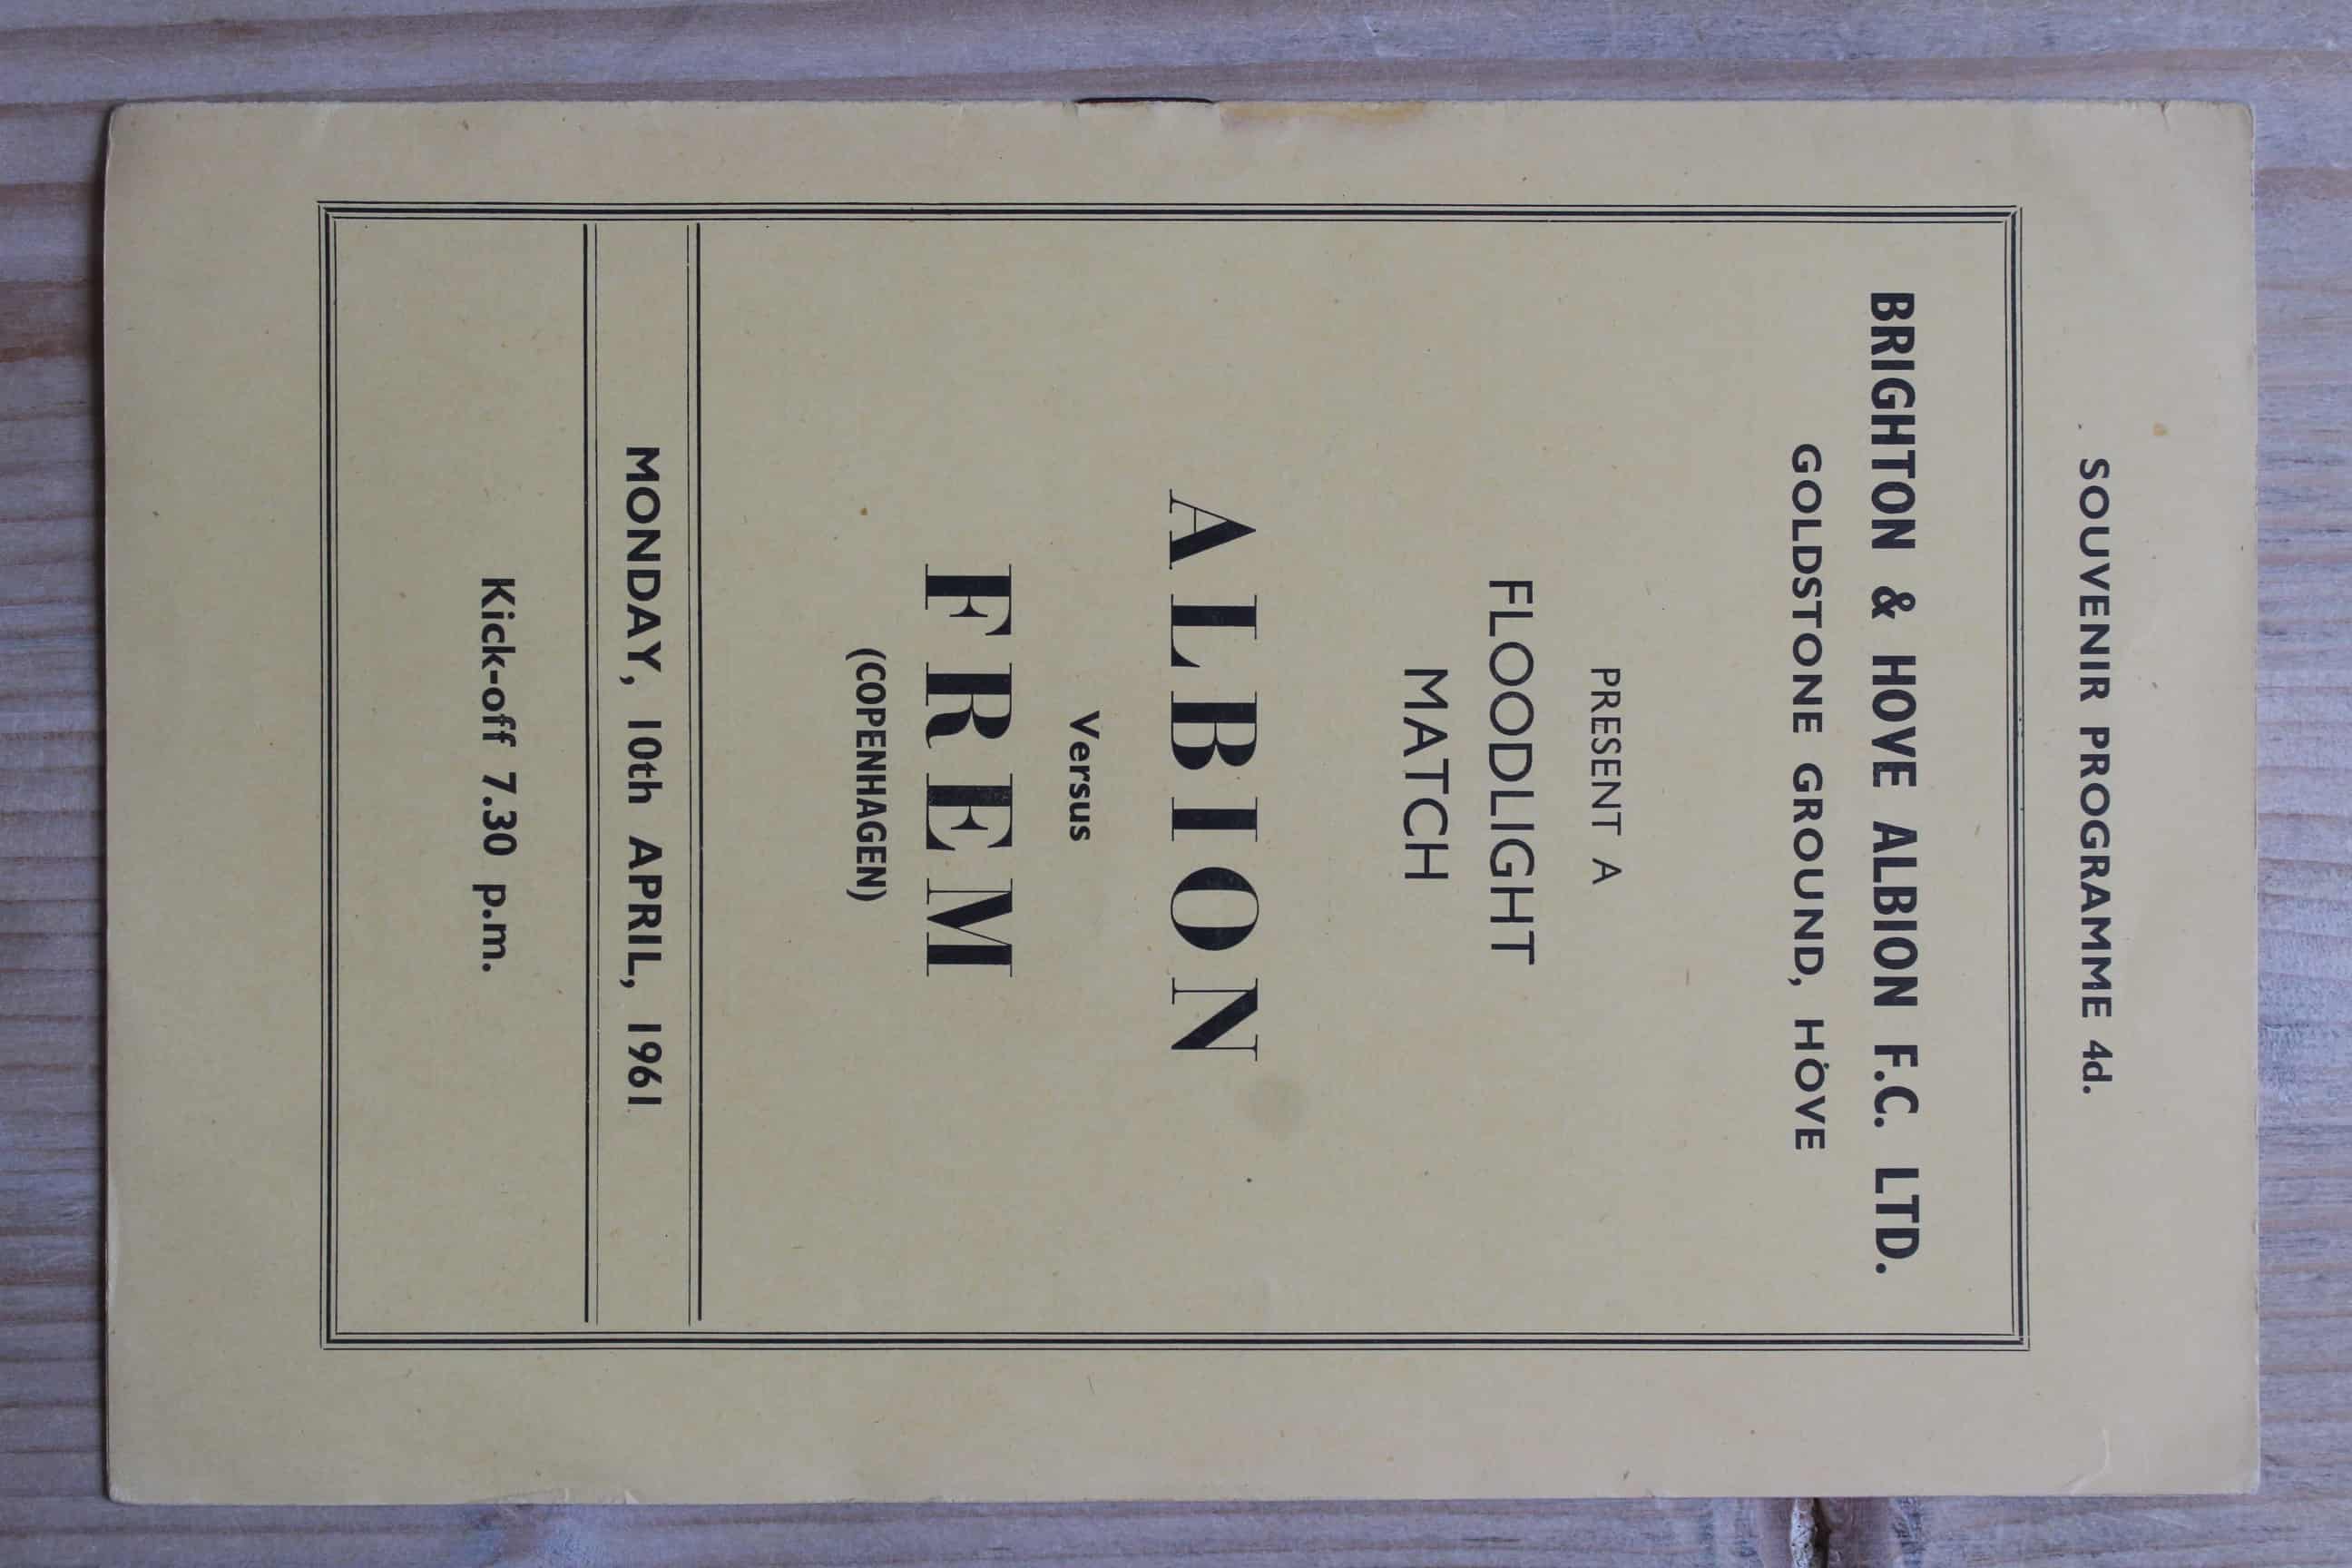 SOUVENIR PROGRAMME 4d.
BRIGHTON & HOVE ALBION F.C. LTD.
GOLDSTONE GROUND, HOVE
PRESENT A
FLOODLIGHT
MATCH
ALBION
Versus
FREM
(COPENHAGEN)
MONDAY, 10th APRIL, 1961
Kick-off 7.30 p.m.